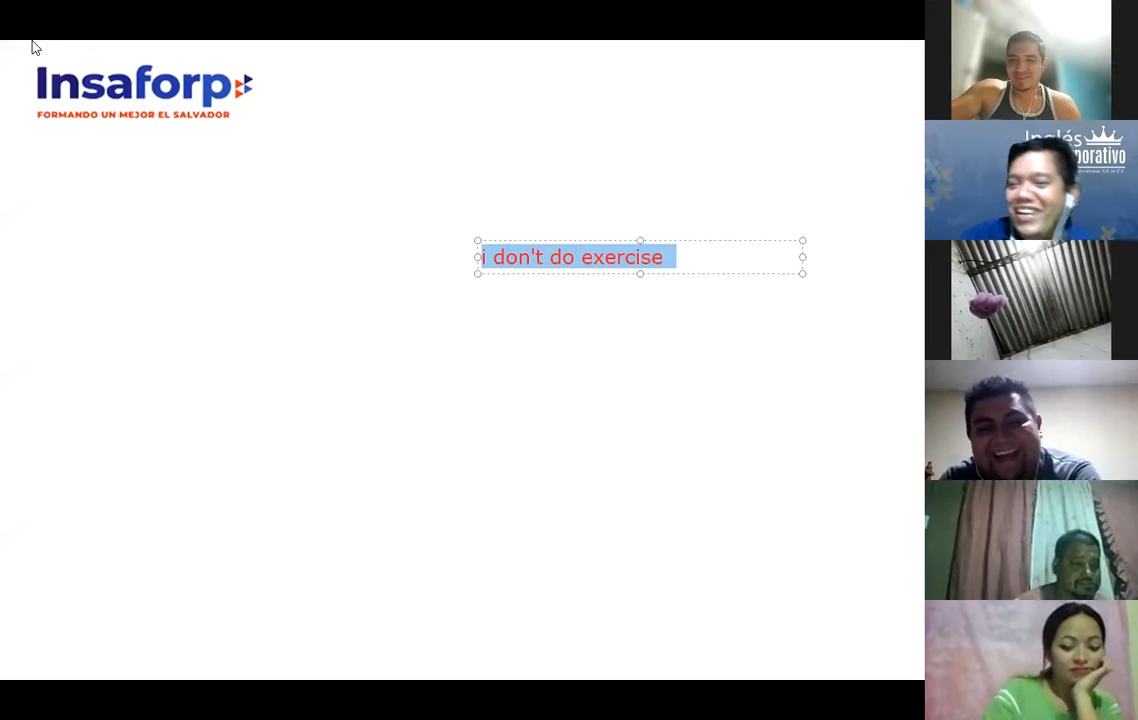 Insaforp
FORMANDO UN MEJOR EL SALVADOR
i don't do exercise
Inglés
porativo